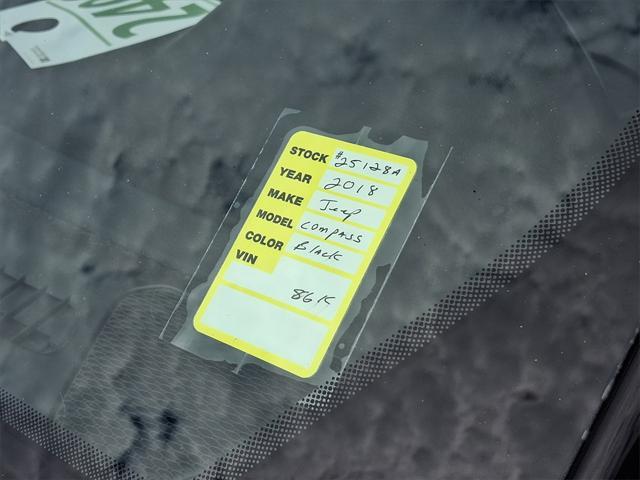 STOCK #25128A
YEAR 2018
MAKE Jeep
MODEL Compass
COLOR Black
VIN
86K